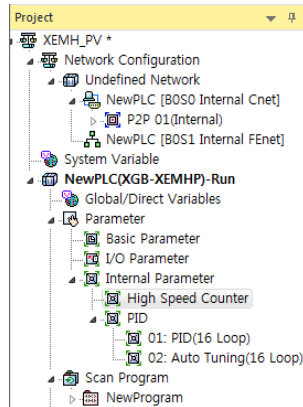 Project
XEMH_PV *
Network Configuration
Undefined Network
NewPLC [B0S0 Internal Cnet]
P2P 01(Internal)
NewPLC [B0S1 Internal FEnet]
System Variable
NewPLC(XGB-XEMHP)-Run
Global/Direct Variables
Parameter
Basic Parameter
I/O Parameter
Internal Parameter
High Speed Counter
PID
01: PID(16 Loop)
02: Auto Tuning(16 Loop)
Scan Program
NewProgram